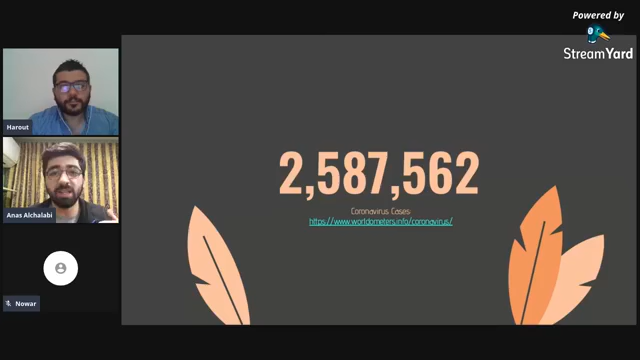 Powered by
StreamYard
Harout
Anas Alchalabi
Nowar
2,587,562
Coronavirus Cases:
https://www.worldometers.info/coronavirus/